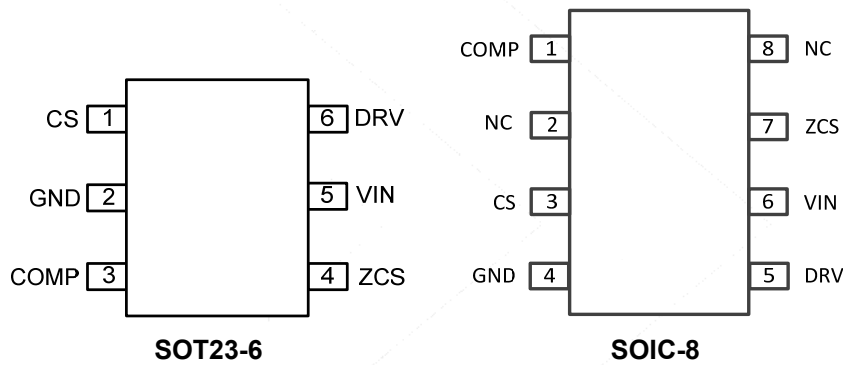 CS 1 6 DRV
GND 2 5 VIN
COMP 3 4 ZCS
SOT23-6
COMP 1 8 NC
NC 2 7 ZCS
CS 3 6 VIN
GND 4 5 DRV
SOIC-8